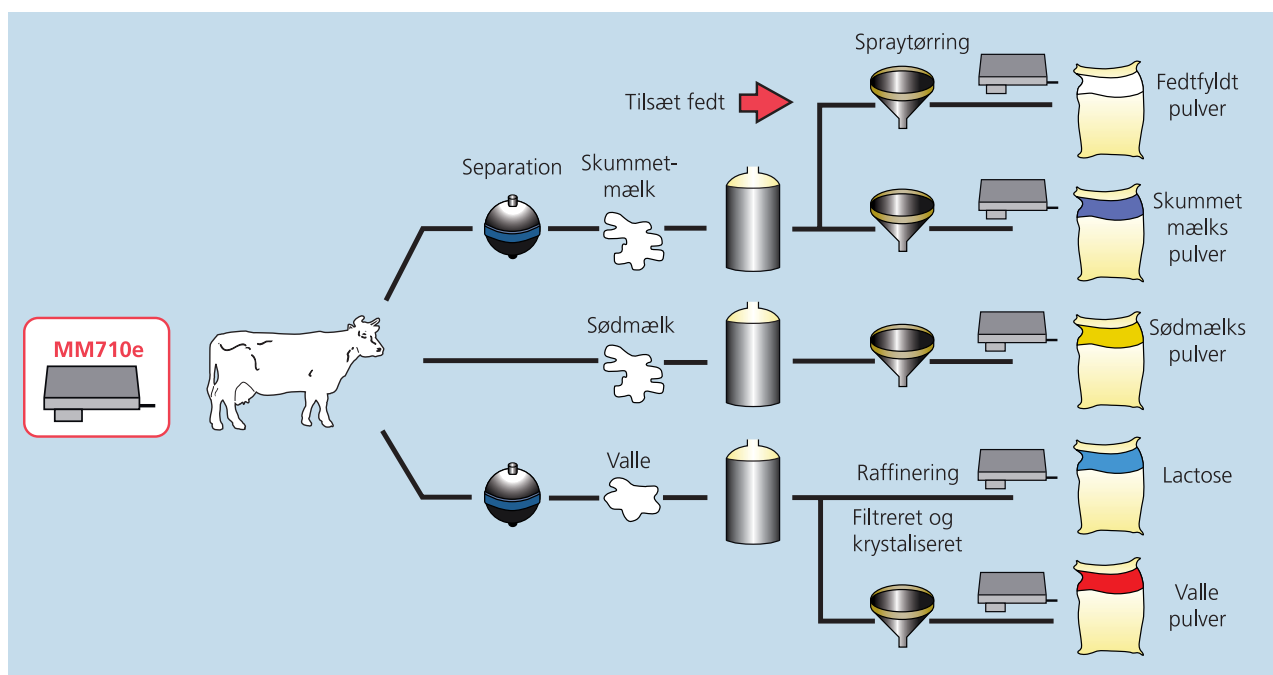 Spraytørring
Tilsæt fedt
Fedtfyldt
pulver
Separation
Skummet-
mælk
Skummet
mælks
pulver
MM710e
Sødmælk
Sødmælks
pulver
Valle
Raffinering
Lactose
Filtreret og
krystaliseret
Valle
pulver